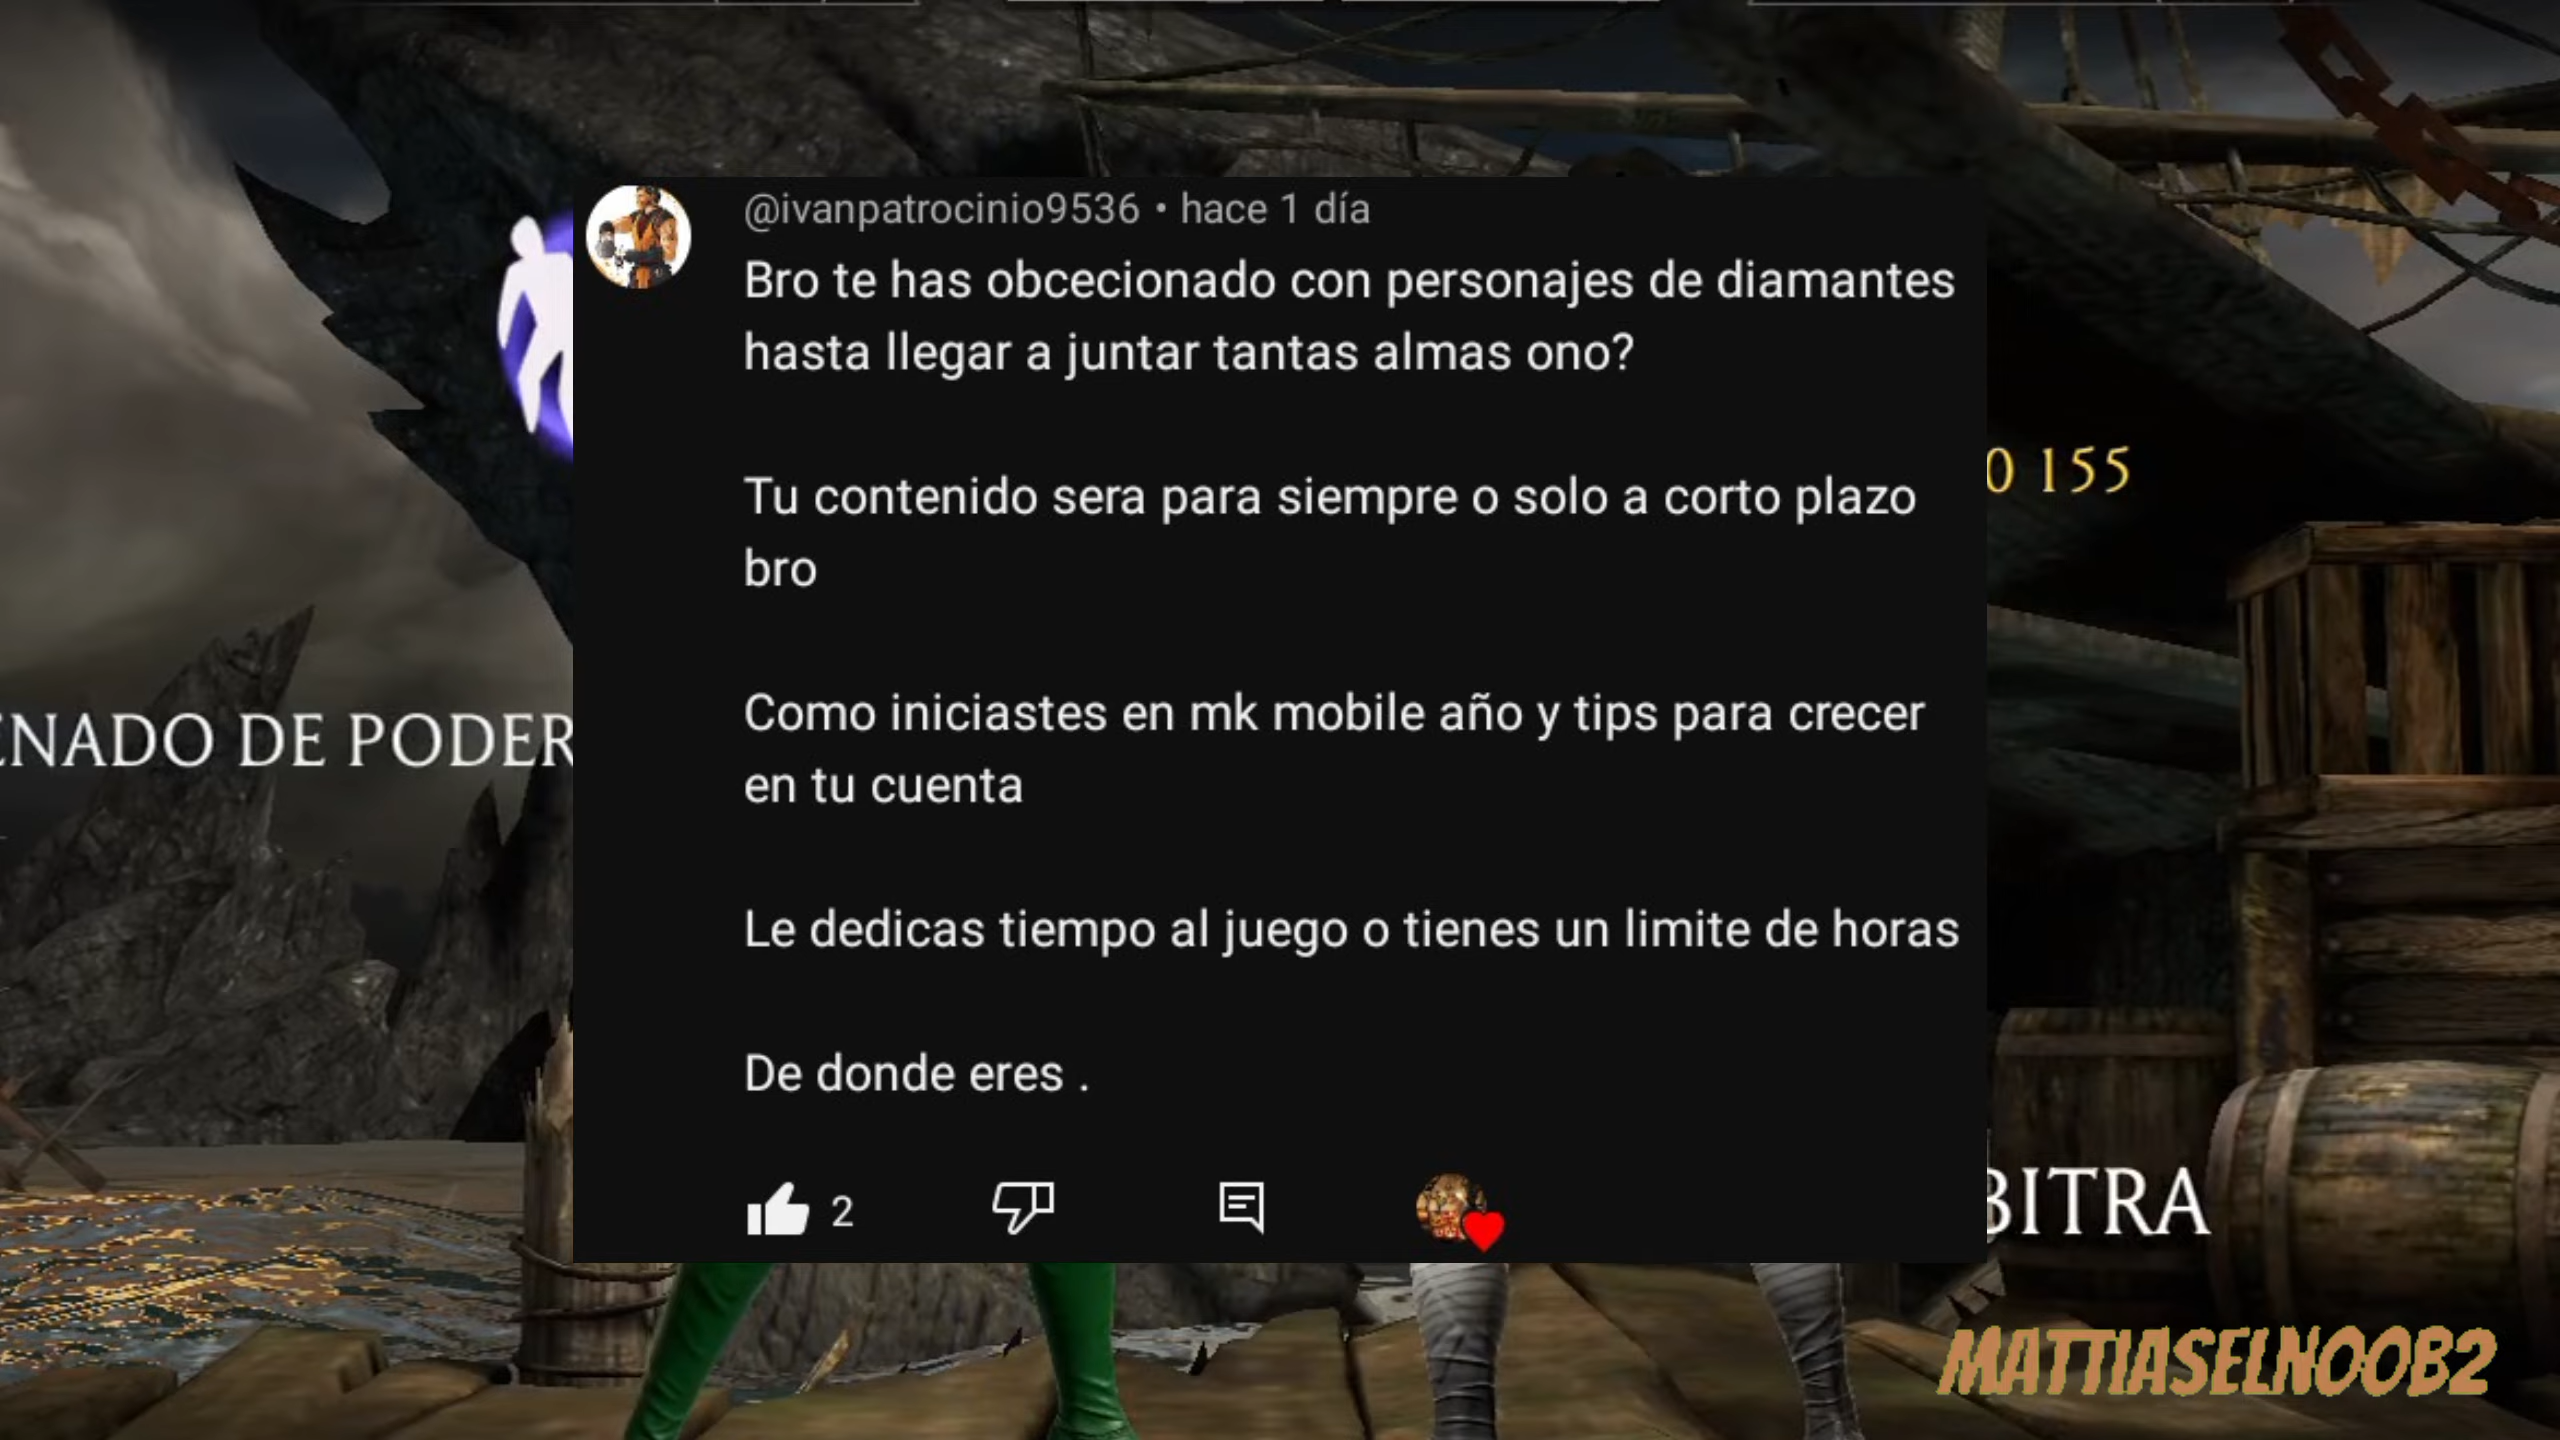 @ivanpatrocinio9536 • hace 1 día
Bro te has obcecionado con personajes de diamantes
hasta llegar a juntar tantas almas ono?
Tu contenido sera para siempre o solo a corto plazo
bro
0 155
ENADO DE PODER
Como iniciastes en mk mobile año y tips para crecer
en tu cuenta
Le dedicas tiempo al juego o tienes un limite de horas
De donde eres .
2
BITRA
MATTIASELNOOB2